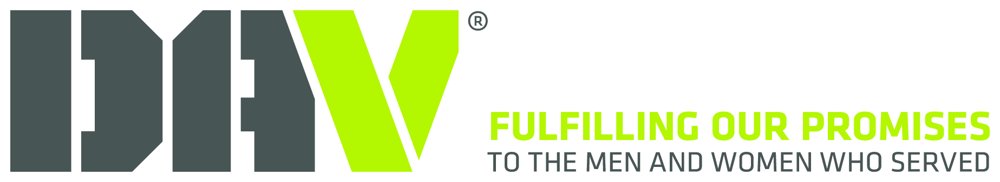 DAV®
FULFILLING OUR PROMISES
TO THE MEN AND WOMEN WHO SERVED